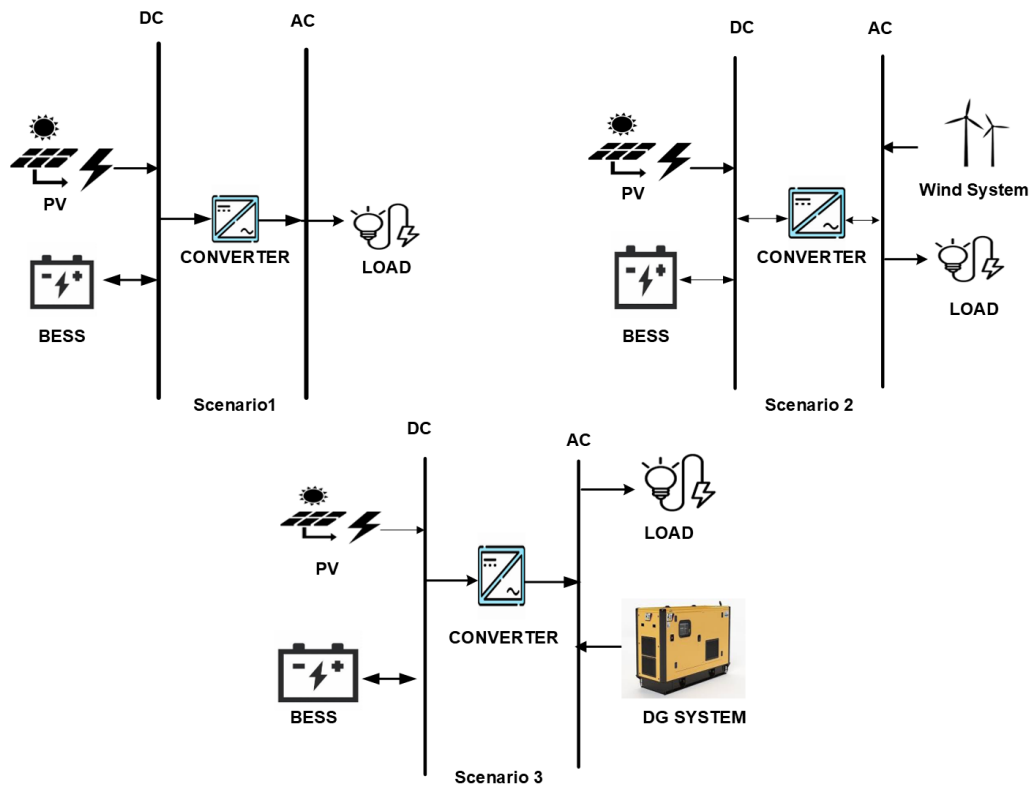 DC
AC
PV
CONVERTER
LOAD
BESS
Scenario1
DC
AC
PV
Wind System
CONVERTER
LOAD
BESS
Scenario 2
DC
AC
LOAD
PV
CONVERTER
BESS
DG SYSTEM
Scenario 3